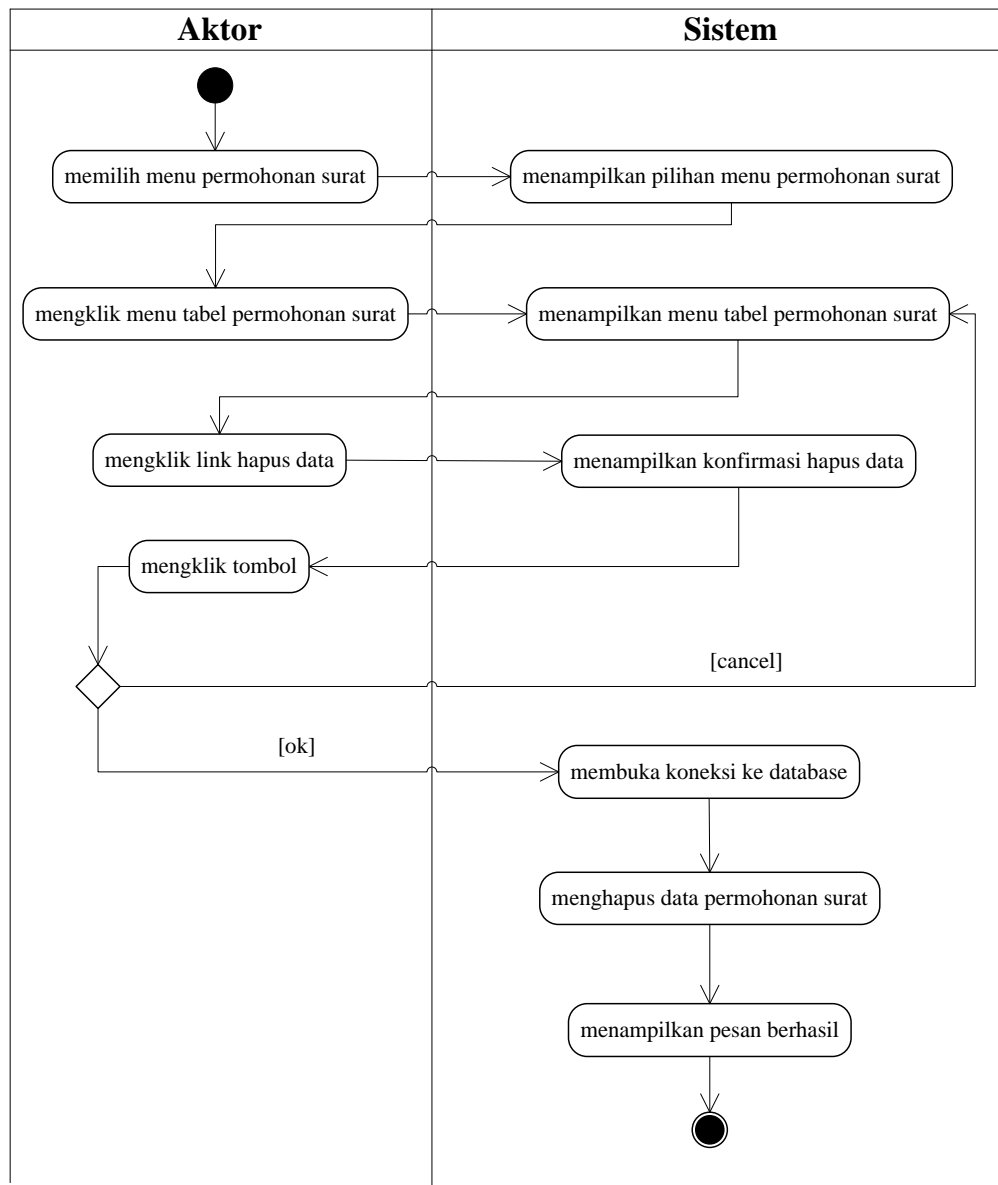 Aktor
Sistem
memilih menu permohonan surat
menampilkan pilihan menu permohonan surat
mengklik menu tabel permohonan surat
menampilkan menu tabel permohonan surat
mengklik link hapus data
menampilkan konfirmasi hapus data
mengklik tombol
[cancel]
[ok]
membuka koneksi ke database
menghapus data permohonan surat
menampilkan pesan berhasil